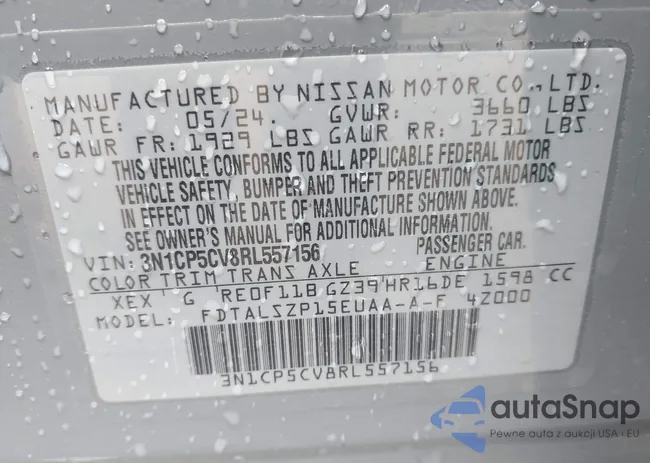 MANUFACTURED BY NISSAN MOTOR CO.,LTD.
DATE: 05/24. GVWR: 3660 LBS
GAWR FR: 1929 LBS GAWR RR: 1731 LBS
THIS VEHICLE CONFORMS TO ALL APPLICABLE FEDERAL MOTOR
VEHICLE SAFETY, BUMPER AND THEFT PREVENTION STANDARDS
IN EFFECT ON THE DATE OF MANUFACTURE SHOWN ABOVE.
SEE OWNER'S MANUAL FOR ADDITIONAL INFORMATION.
VIN: 3N1CP5CV8RL557156 PASSENGER CAR.
COLOR TRIM TRANS AXLE ENGINE
XEX G RE0F11B GZ39 HR16DE 1598 CC
FDTALSZP15EUAA-A-F 4Z000
3N1CP5CV8RL557156
autaSnap
Pewne auta z aukcji USA i EU